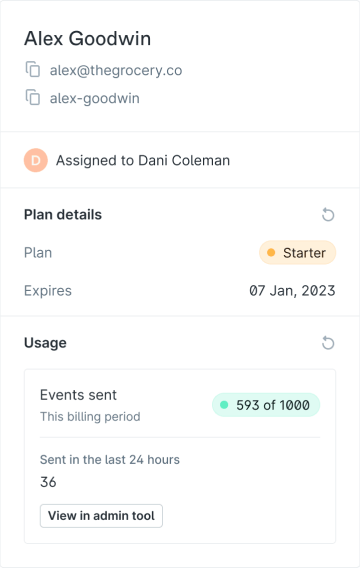 Alex Goodwin
alex@thegrocery.co
alex-goodwin
D Assigned to Dani Coleman
Plan details
Plan Starter
Expires 07 Jan, 2023
Usage
Events sent 593 of 1000
This billing period
Sent in the last 24 hours
36
View in admin tool